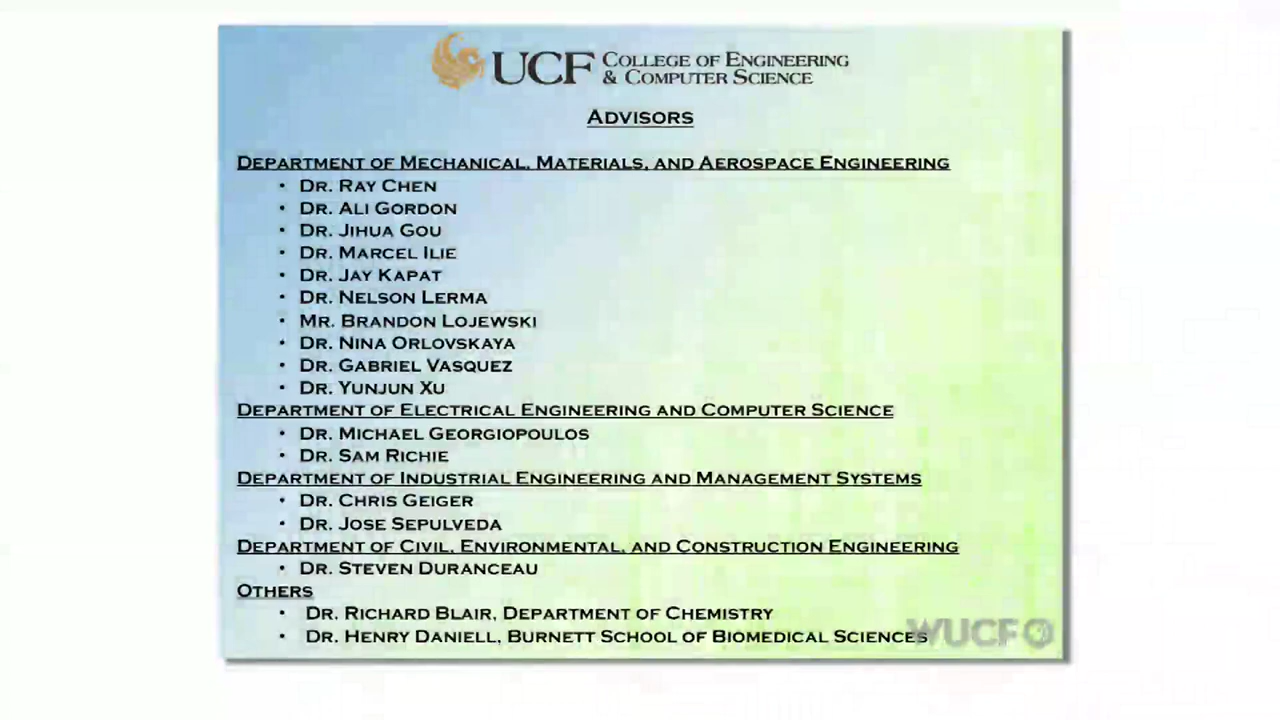 UCF COLLEGE OF ENGINEERING
& COMPUTER SCIENCE
ADVISORS
DEPARTMENT OF MECHANICAL, MATERIALS, AND AEROSPACE ENGINEERING
• DR. RAY CHEN
• DR. ALI GORDON
• DR. JIHUA GOU
• DR. MARCEL ILIE
• DR. JAY KAPAT
• DR. NELSON LERMA
• MR. BRANDON LOJEWSKI
• DR. NINA ORLOVSKAYA
• DR. GABRIEL VASQUEZ
• DR. YUNJUN XU
DEPARTMENT OF ELECTRICAL ENGINEERING AND COMPUTER SCIENCE
• DR. MICHAEL GEORGIOPOULOS
• DR. SAM RICHIE
DEPARTMENT OF INDUSTRIAL ENGINEERING AND MANAGEMENT SYSTEMS
• DR. CHRIS GEIGER
• DR. JOSE SEPULVEDA
DEPARTMENT OF CIVIL, ENVIRONMENTAL, AND CONSTRUCTION ENGINEERING
• DR. STEVEN DURANCEAU
OTHERS
• DR. RICHARD BLAIR, DEPARTMENT OF CHEMISTRY
• DR. HENRY DANIELL, BURNETT SCHOOL OF BIOMEDICAL SCIENCES
WUCF